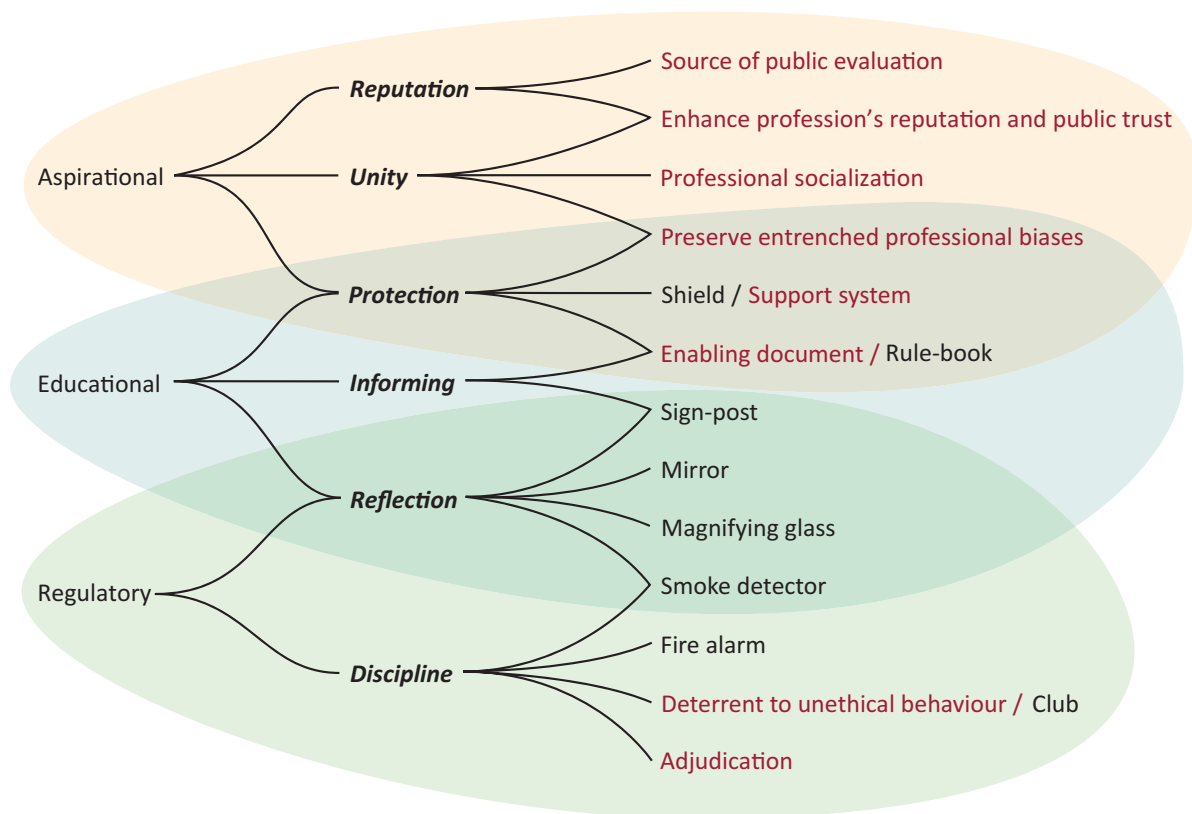 Source of public evaluation
Reputation
Enhance profession’s reputation and public trust
Aspirational
Unity
Professional socialization
Preserve entrenched professional biases
Protection
Shield / Support system
Enabling document / Rule-book
Educational
Informing
Sign-post
Mirror
Reflection
Magnifying glass
Regulatory
Smoke detector
Fire alarm
Discipline
Deterrent to unethical behaviour / Club
Adjudication